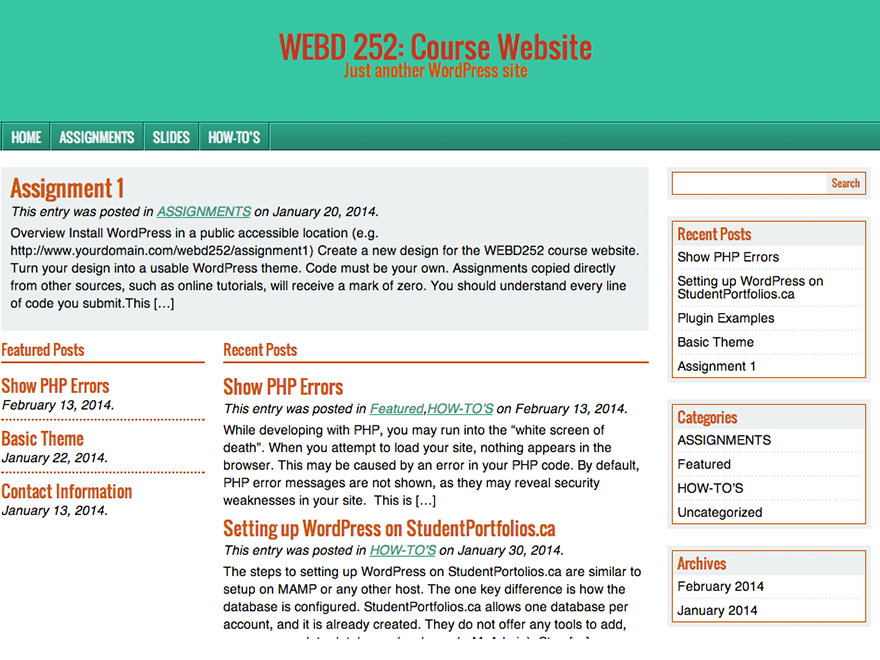 WEBD 252: Course Website
Just another WordPress site
HOME
ASSIGNMENTS
SLIDES
HOW-TO'S
Assignment 1
This entry was posted in ASSIGNMENTS on January 20, 2014.
Overview Install WordPress in a public accessible location (e.g.
http://www.yourdomain.com/webd252/assignment1) Create a new design for the WEBD252 course website.
Turn your design into a usable WordPress theme. Code must be your own. Assignments copied directly
from other sources, such as online tutorials, will receive a mark of zero. You should understand every line
of code you submit.This […]
Featured Posts
Show PHP Errors
February 13, 2014.
Basic Theme
January 22, 2014.
Contact Information
January 13, 2014.
Recent Posts
Show PHP Errors
This entry was posted in Featured,HOW-TO'S on February 13, 2014.
While developing with PHP, you may run into the “white screen of
death”. When you attempt to load your site, nothing appears in the
browser. This may be caused by an error in your PHP code. By default,
PHP error messages are not shown, as they may reveal security
weaknesses in your site.  This is […]
Setting up WordPress on StudentPortfolios.ca
This entry was posted in HOW-TO'S on January 30, 2014.
The steps to setting up WordPress on StudentPortolios.ca are similar to
setup on MAMP or any other host. The one key difference is how the
database is configured. StudentPortfolios.ca allows one database per
account, and it is already created. They do not offer any tools to add,
Search
Recent Posts
Show PHP Errors
Setting up WordPress on
StudentPortfolios.ca
Plugin Examples
Basic Theme
Assignment 1
Categories
ASSIGNMENTS
Featured
HOW-TO'S
Uncategorized
Archives
February 2014
January 2014